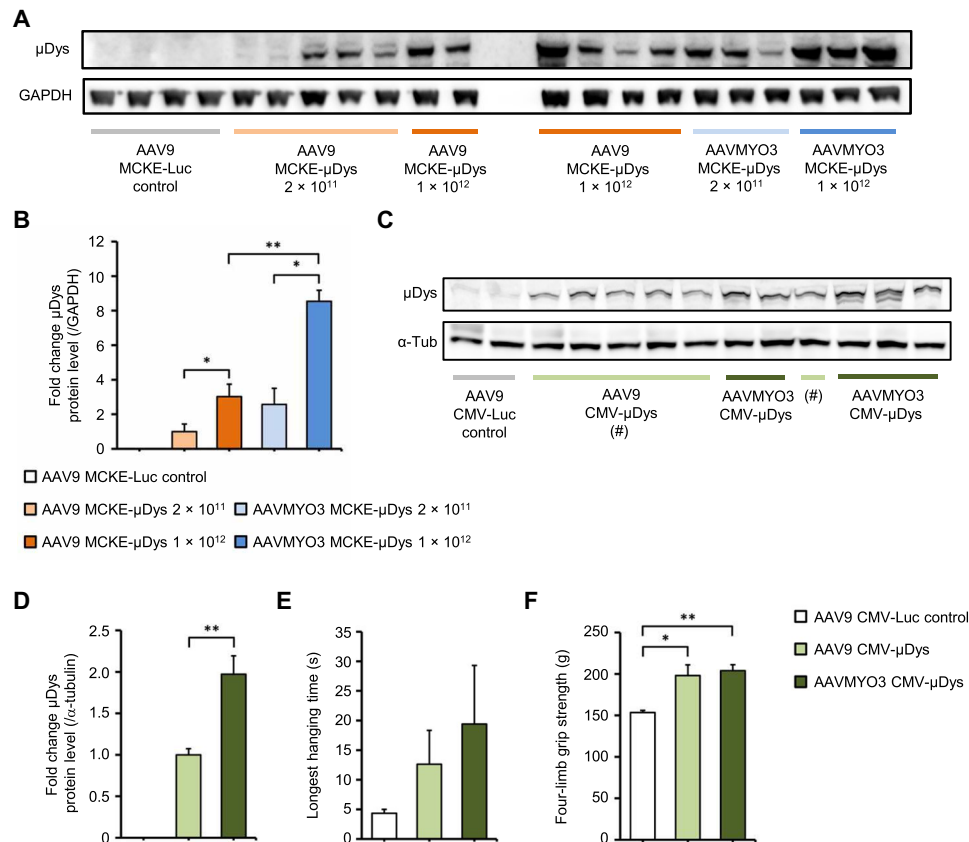 A
µDys
GAPDH
AAV9
MCKE-Luc
control
AAV9
MCKE-µDys
2 × 10¹¹
AAV9
MCKE-µDys
1 × 10¹²
AAV9
MCKE-µDys
1 × 10¹²
AAVMYO3
MCKE-µDys
2 × 10¹¹
AAVMYO3
MCKE-µDys
1 × 10¹²
B
Fold change µDys
protein level (/GAPDH)
12
10
8
6
4
2
0
*
**
*
AAV9 MCKE-Luc control
AAV9 MCKE-µDys 2 × 10¹¹
AAVMYO3 MCKE-µDys 2 × 10¹¹
AAV9 MCKE-µDys 1 × 10¹²
AAVMYO3 MCKE-µDys 1 × 10¹²
C
µDys
α-Tub
AAV9
CMV-Luc
control
AAV9
CMV-µDys
(#)
AAVMYO3
CMV-µDys
(#)
AAVMYO3
CMV-µDys
D
Fold change µDys
protein level (/α-tubulin)
2.5
2.0
1.5
1.0
0.5
0
**
E
Longest hanging time (s)
35
30
25
20
15
10
5
0
F
Four-limb grip strength (g)
250
200
150
100
50
0
*
**
AAV9 CMV-Luc control
AAV9 CMV-µDys
AAVMYO3 CMV-µDys